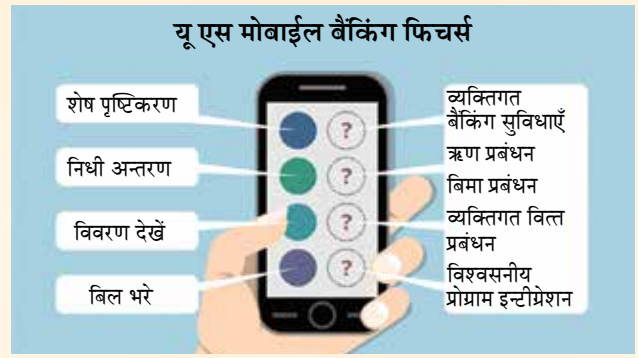 यू एस मोबाईल बैंकिंग फिचर्स
शेष पृष्टिकरण
निधी अन्तरण
विवरण देखें
बिल भरे
?
?
?
?
व्यक्तिगत
बैंकिंग सुविधाएँ
ऋण प्रबंधन
बिमा प्रबंधन
व्यक्तिगत वित्त
प्रबंधन
विश्वसनीय
प्रोग्राम इन्टीग्रेशन